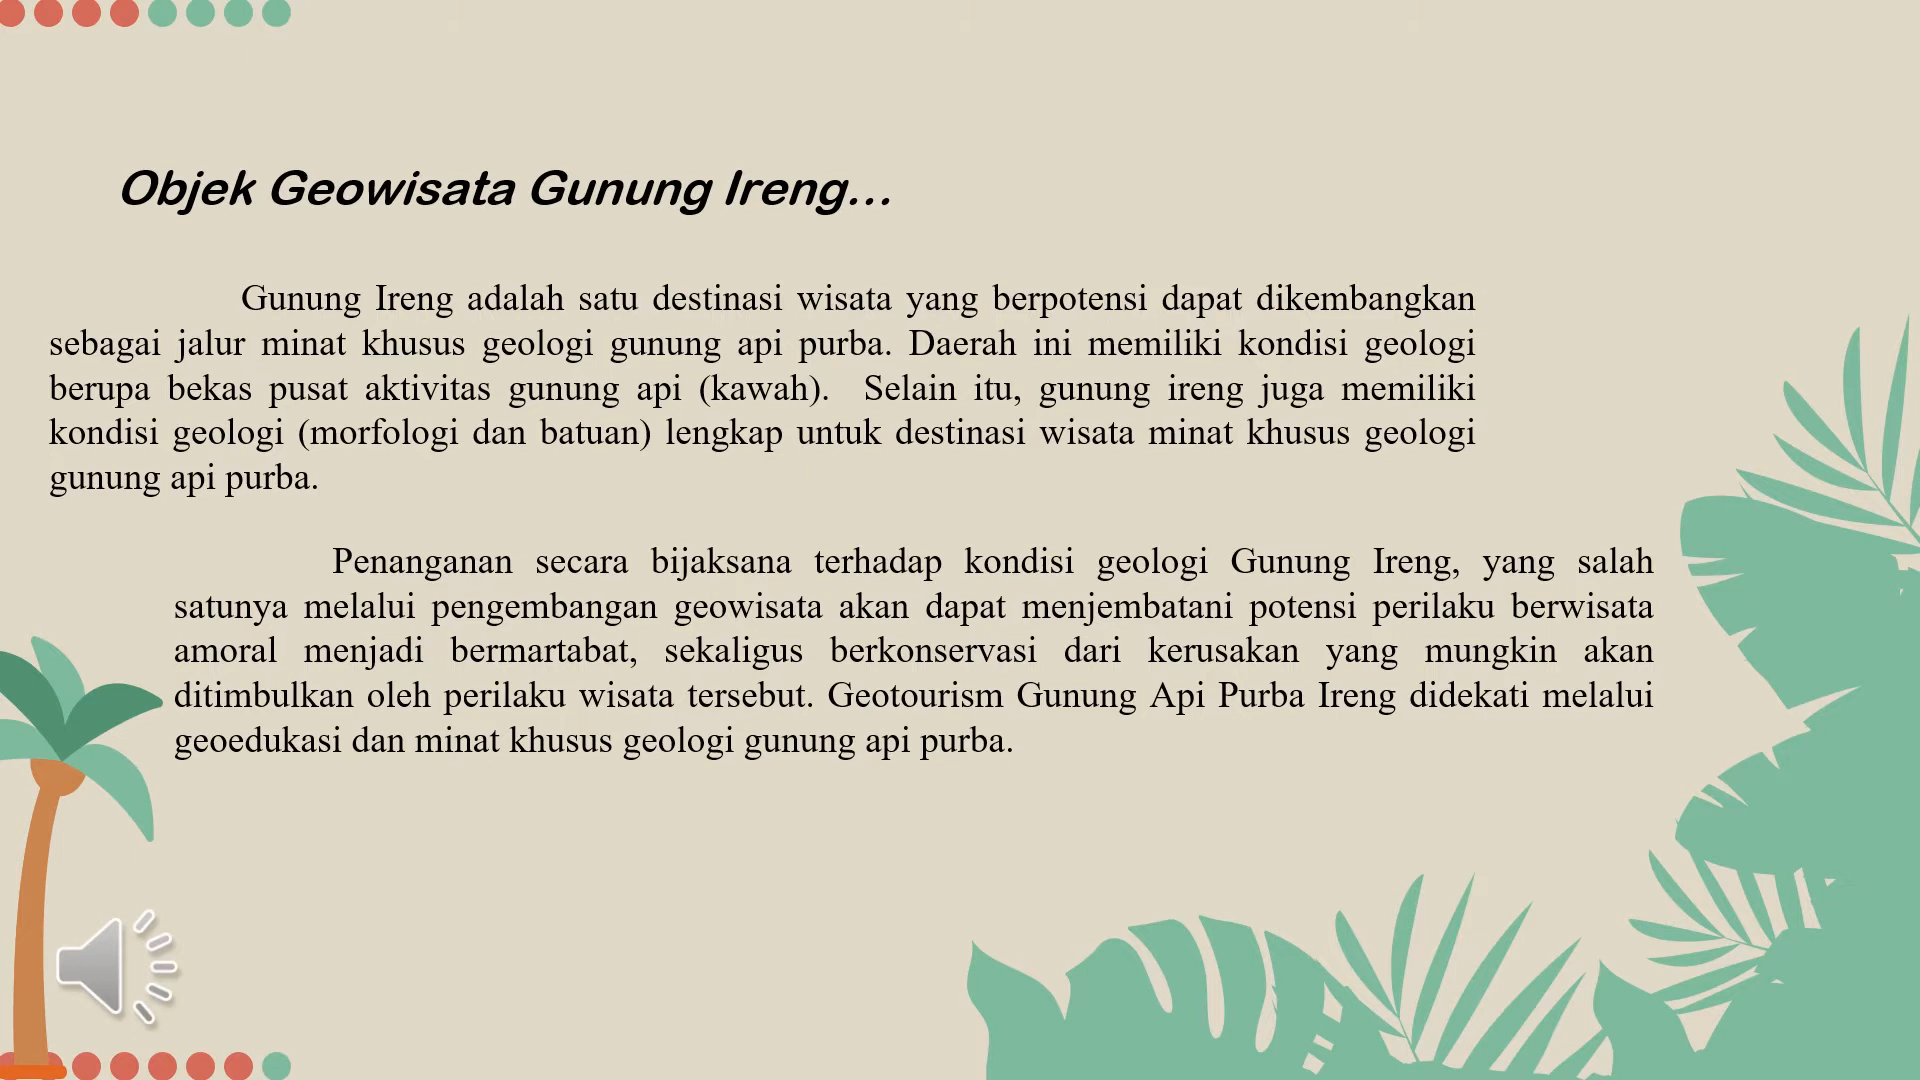 Objek Geowisata Gunung Ireng...
Gunung Ireng adalah satu destinasi wisata yang berpotensi dapat dikembangkan
sebagai jalur minat khusus geologi gunung api purba. Daerah ini memiliki kondisi geologi
berupa bekas pusat aktivitas gunung api (kawah). Selain itu, gunung ireng juga memiliki
kondisi geologi (morfologi dan batuan) lengkap untuk destinasi wisata minat khusus geologi
gunung api purba.
Penanganan secara bijaksana terhadap kondisi geologi Gunung Ireng, yang salah
satunya melalui pengembangan geowisata akan dapat menjembatani potensi perilaku berwisata
amoral menjadi bermartabat, sekaligus berkonservasi dari kerusakan yang mungkin akan
ditimbulkan oleh perilaku wisata tersebut. Geotourism Gunung Api Purba Ireng didekati melalui
geoedukasi dan minat khusus geologi gunung api purba.